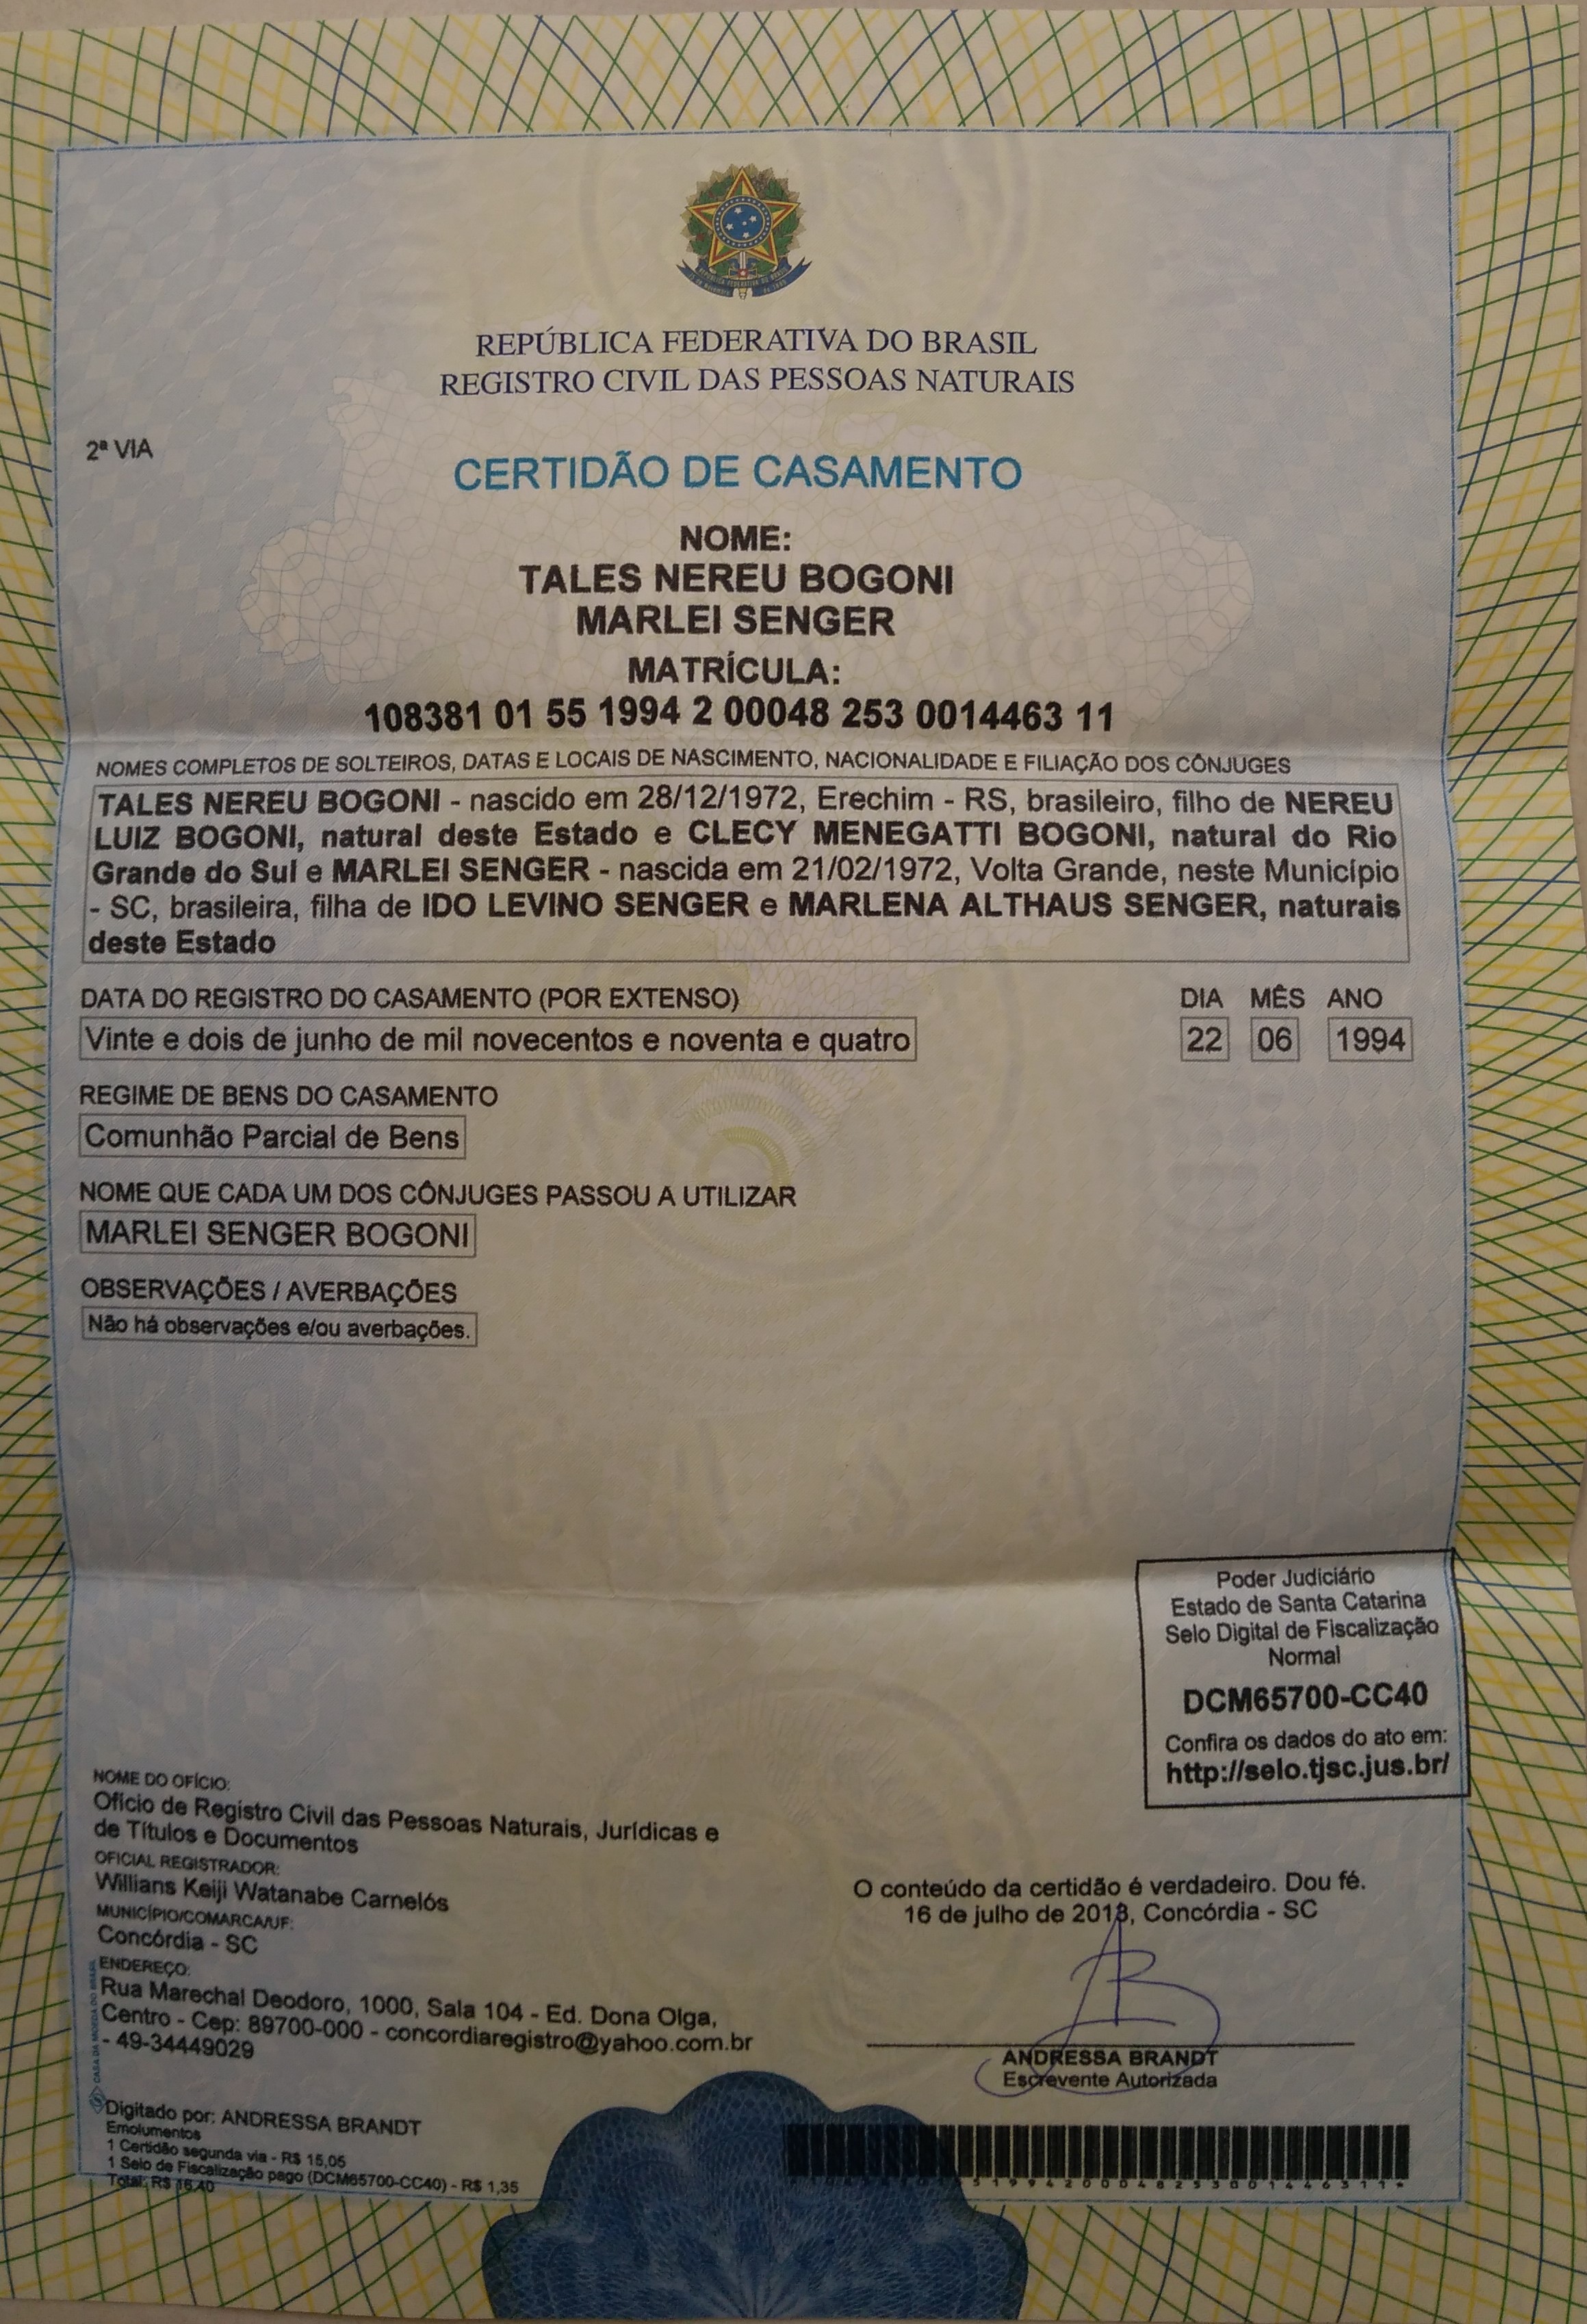 REPÚBLICA FEDERATIVA DO BRASIL
REGISTRO CIVIL DAS PESSOAS NATURAIS
2ª VIA
CERTIDÃO DE CASAMENTO
NOME:
TALES NEREU BOGONI
MARLEI SENGER
MATRÍCULA:
108381 01 55 1994 2 00048 253 0014463 11
NOMES COMPLETOS DE SOLTEIROS, DATAS E LOCAIS DE NASCIMENTO, NACIONALIDADE E FILIAÇÃO DOS CÔNJUGES
TALES NEREU BOGONI - nascido em 28/12/1972, Erechim - RS, brasileiro, filho de NEREU
LUIZ BOGONI, natural deste Estado e CLECY MENEGATTI BOGONI, natural do Rio
Grande do Sul e MARLEI SENGER - nascida em 21/02/1972, Volta Grande, neste Município
- SC, brasileira, filha de IDO LEVINO SENGER e MARLENA ALTHAUS SENGER, naturais
deste Estado
DATA DO REGISTRO DO CASAMENTO (POR EXTENSO) DIA MÊS ANO
Vinte e dois de junho de mil novecentos e noventa e quatro 22 06 1994
REGIME DE BENS DO CASAMENTO
Comunhão Parcial de Bens
NOME QUE CADA UM DOS CÔNJUGES PASSOU A UTILIZAR
MARLEI SENGER BOGONI
OBSERVAÇÕES / AVERBAÇÕES
Não há observações e/ou averbações.
Poder Judiciário
Estado de Santa Catarina
Selo Digital de Fiscalização
Normal
DCM65700-CC40
Confira os dados do ato em:
http://selo.tjsc.jus.br/
NOME DO OFÍCIO:
Ofício de Registro Civil das Pessoas Naturais, Jurídicas e
de Títulos e Documentos
OFICIAL REGISTRADOR:
Willians Keiji Watanabe Carnelós
MUNICÍPIO/COMARCA/UF:
Concórdia - SC
ENDEREÇO:
Rua Marechal Deodoro, 1000, Sala 104 - Ed. Dona Olga,
Centro - Cep: 89700-000 - concordiaregistro@yahoo.com.br
- 49-34449029
O conteúdo da certidão é verdadeiro. Dou fé.
16 de julho de 2013, Concórdia - SC
ANDRESSA BRANDT
Escrevente Autorizada
CASA DA MOEDA DO BRASIL
Digitado por: ANDRESSA BRANDT
Emolumentos
1 Certidão segunda via - R$ 15,05
1 Selo de Fiscalização pago (DCM65700-CC40) - R$ 1,35
Total: R$ 16,40